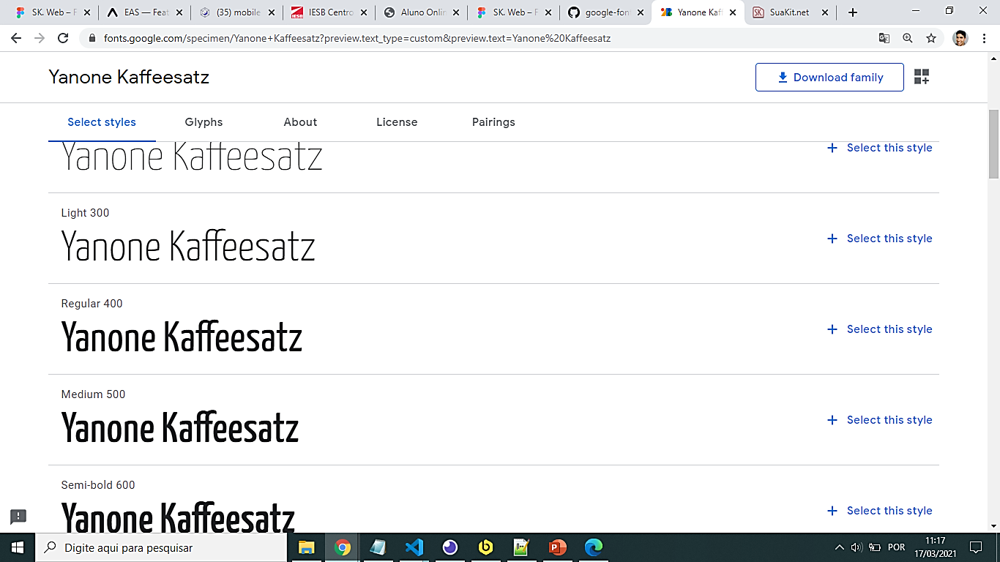 SK. Web – F
EAS — Feat
(35) mobile
IESB Centro
Aluno Onlin
SK. Web – F
google-fon
Yanone Kaff
SK.
SuaKit.net
fonts.google.com/specimen/Yanone+Kaffeesatz?preview.text_type=custom&preview.text=Yanone%20Kaffeesatz
Yanone Kaffeesatz
Download family
Select styles
Glyphs
About
License
Pairings
Yanone Kaffeesatz
Select this style
Light 300
Yanone Kaffeesatz
Select this style
Regular 400
Yanone Kaffeesatz
Select this style
Medium 500
Yanone Kaffeesatz
Select this style
Semi-bold 600
Yanone Kaffeesatz
Select this style
Digite aqui para pesquisar
POR
11:17
17/03/2021